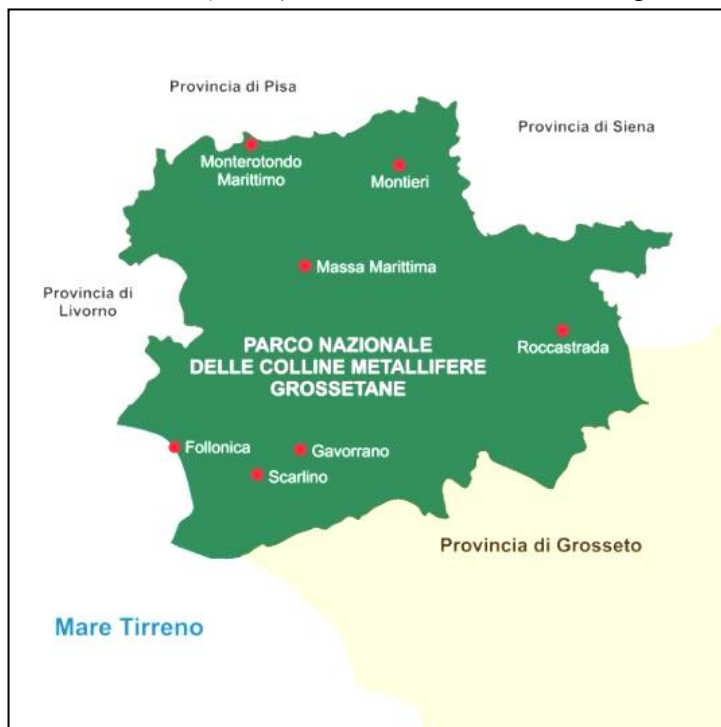 Provincia di Pisa
Provincia di Siena
Monterotondo
Marittimo
Montieri
Massa Marittima
Provincia di
Livorno
PARCO NAZIONALE
DELLE COLLINE METALLIFERE
GROSSETANE
Roccastrada
Follonica
Gavorrano
Scarlino
Provincia di Grosseto
Mare Tirreno